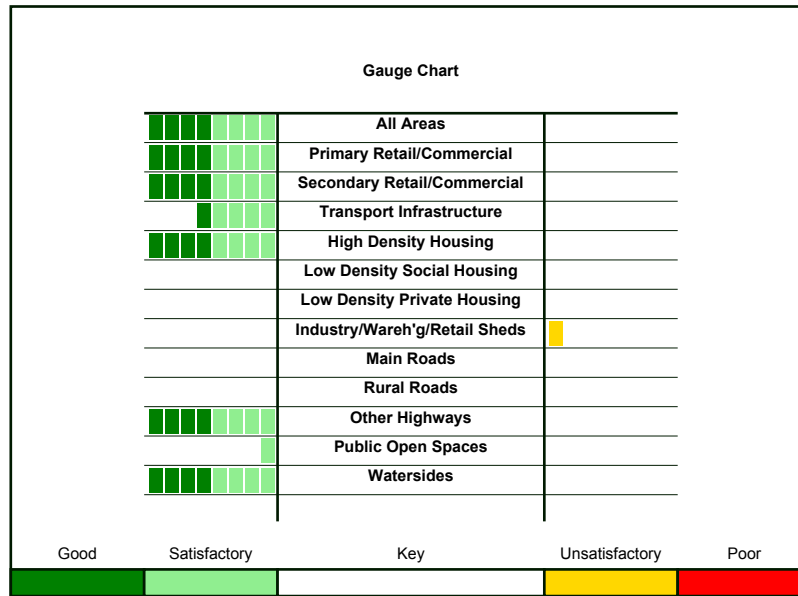 Gauge Chart
All Areas
Primary Retail/Commercial
Secondary Retail/Commercial
Transport Infrastructure
High Density Housing
Low Density Social Housing
Low Density Private Housing
Industry/Wareh'g/Retail Sheds
Main Roads
Rural Roads
Other Highways
Public Open Spaces
Watersides
Good Satisfactory Key Unsatisfactory Poor